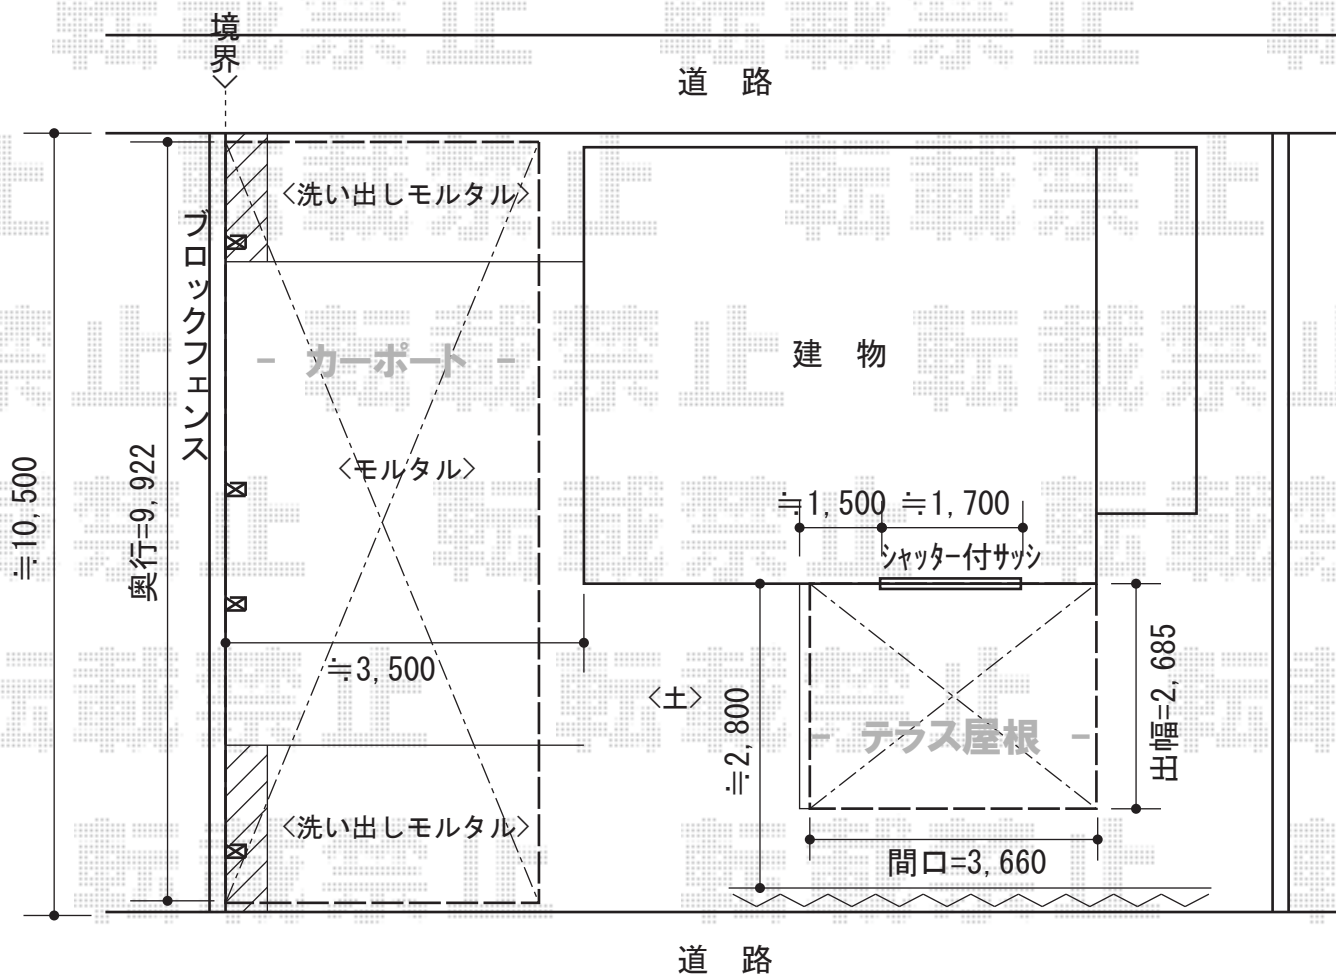 境界
道 路
<洗い出しモルタル>
ブロックフェンス
- カーポート -
建 物
<モルタル>
≒10,500
奥行=9,922
≒1,500 ≒1,700
シャッター付サッシ
≒3,500
<土>
≒2,800
- テラス屋根 -
出幅=2,685
<洗い出しモルタル>
間口=3,660
道 路
転載禁止